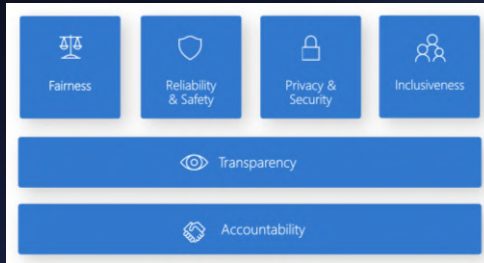 Fairness
Reliability
& Safety
Privacy &
Security
Inclusiveness
Transparency
Accountability